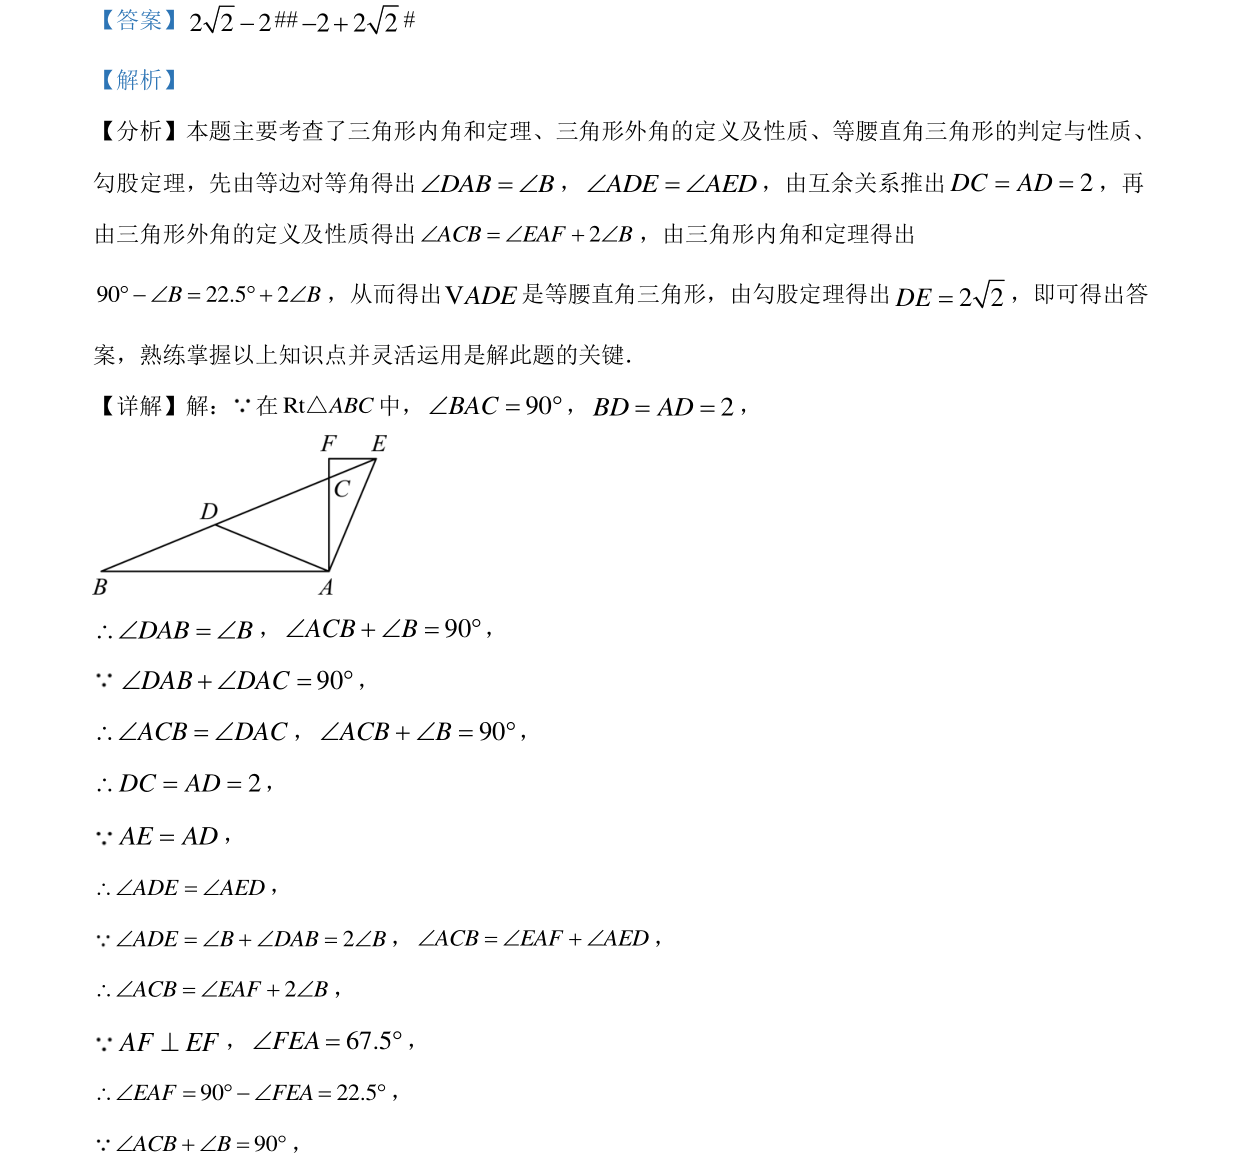 【答案】2√2－2##－2＋2√2#
【解析】
【分析】本题主要考查了三角形内角和定理、三角形外角的定义及性质、等腰直角三角形的判定与性质、
勾股定理，先由等边对等角得出∠DAB＝∠B，∠ADE＝∠AED，由互余关系推出DC＝AD＝2，再
由三角形外角的定义及性质得出∠ACB＝∠EAF＋2∠B，由三角形内角和定理得出
90°－∠B＝22.5°＋2∠B，从而得出VADE是等腰直角三角形，由勾股定理得出DE＝2√2，即可得出答
案，熟练掌握以上知识点并灵活运用是解此题的关键．
【详解】解：∵在Rt△ABC中，∠BAC＝90°，BD＝AD＝2，
F E
C
D
B A
∴∠DAB＝∠B，∠ACB＋∠B＝90°，
∵∠DAB＋∠DAC＝90°，
∴∠ACB＝∠DAC，∠ACB＋∠B＝90°，
∴DC＝AD＝2，
∵AE＝AD，
∴∠ADE＝∠AED，
∵∠ADE＝∠B＋∠DAB＝2∠B，∠ACB＝∠EAF＋∠AED，
∴∠ACB＝∠EAF＋2∠B，
∵AF⊥EF，∠FEA＝67.5°，
∴∠EAF＝90°－∠FEA＝22.5°，
∵∠ACB＋∠B＝90°，